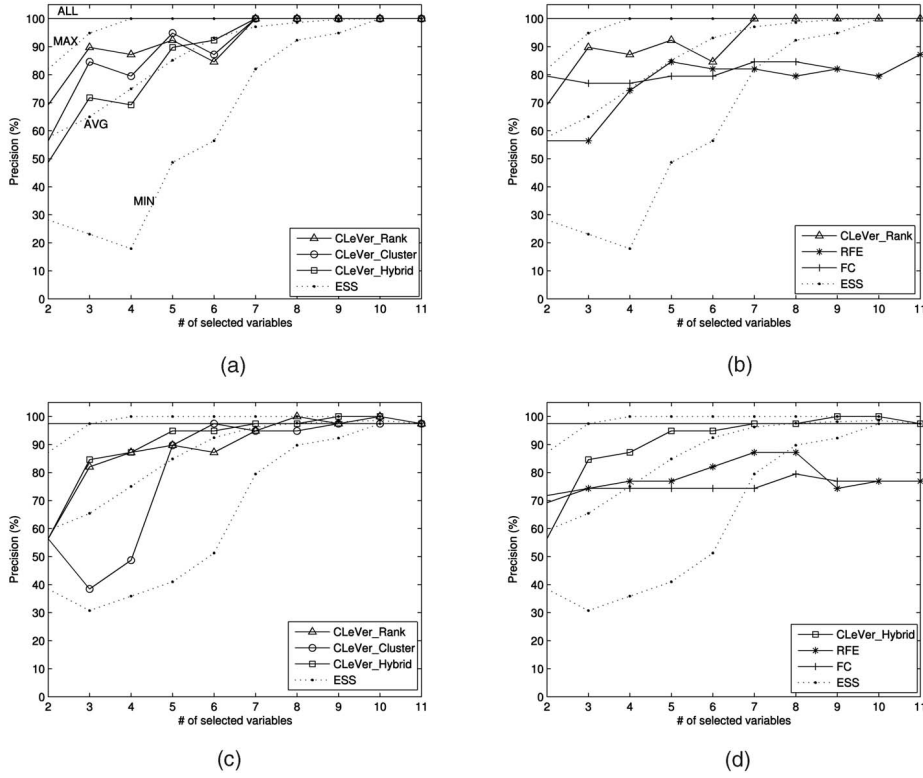 ALL
MAX
AVG
MIN
Precision (%)
100
90
80
70
60
50
40
30
20
10
0
2 3 4 5 6 7 8 9 10 11
# of selected variables
CLeVer_Rank
CLeVer_Cluster
CLeVer_Hybrid
ESS
(a)
Precision (%)
100
90
80
70
60
50
40
30
20
10
0
2 3 4 5 6 7 8 9 10 11
# of selected variables
CLeVer_Rank
RFE
FC
ESS
(b)
Precision (%)
100
90
80
70
60
50
40
30
20
10
0
2 3 4 5 6 7 8 9 10 11
# of selected variables
CLeVer_Rank
CLeVer_Cluster
CLeVer_Hybrid
ESS
(c)
Precision (%)
100
90
80
70
60
50
40
30
20
10
0
2 3 4 5 6 7 8 9 10 11
# of selected variables
CLeVer_Hybrid
RFE
FC
ESS
(d)